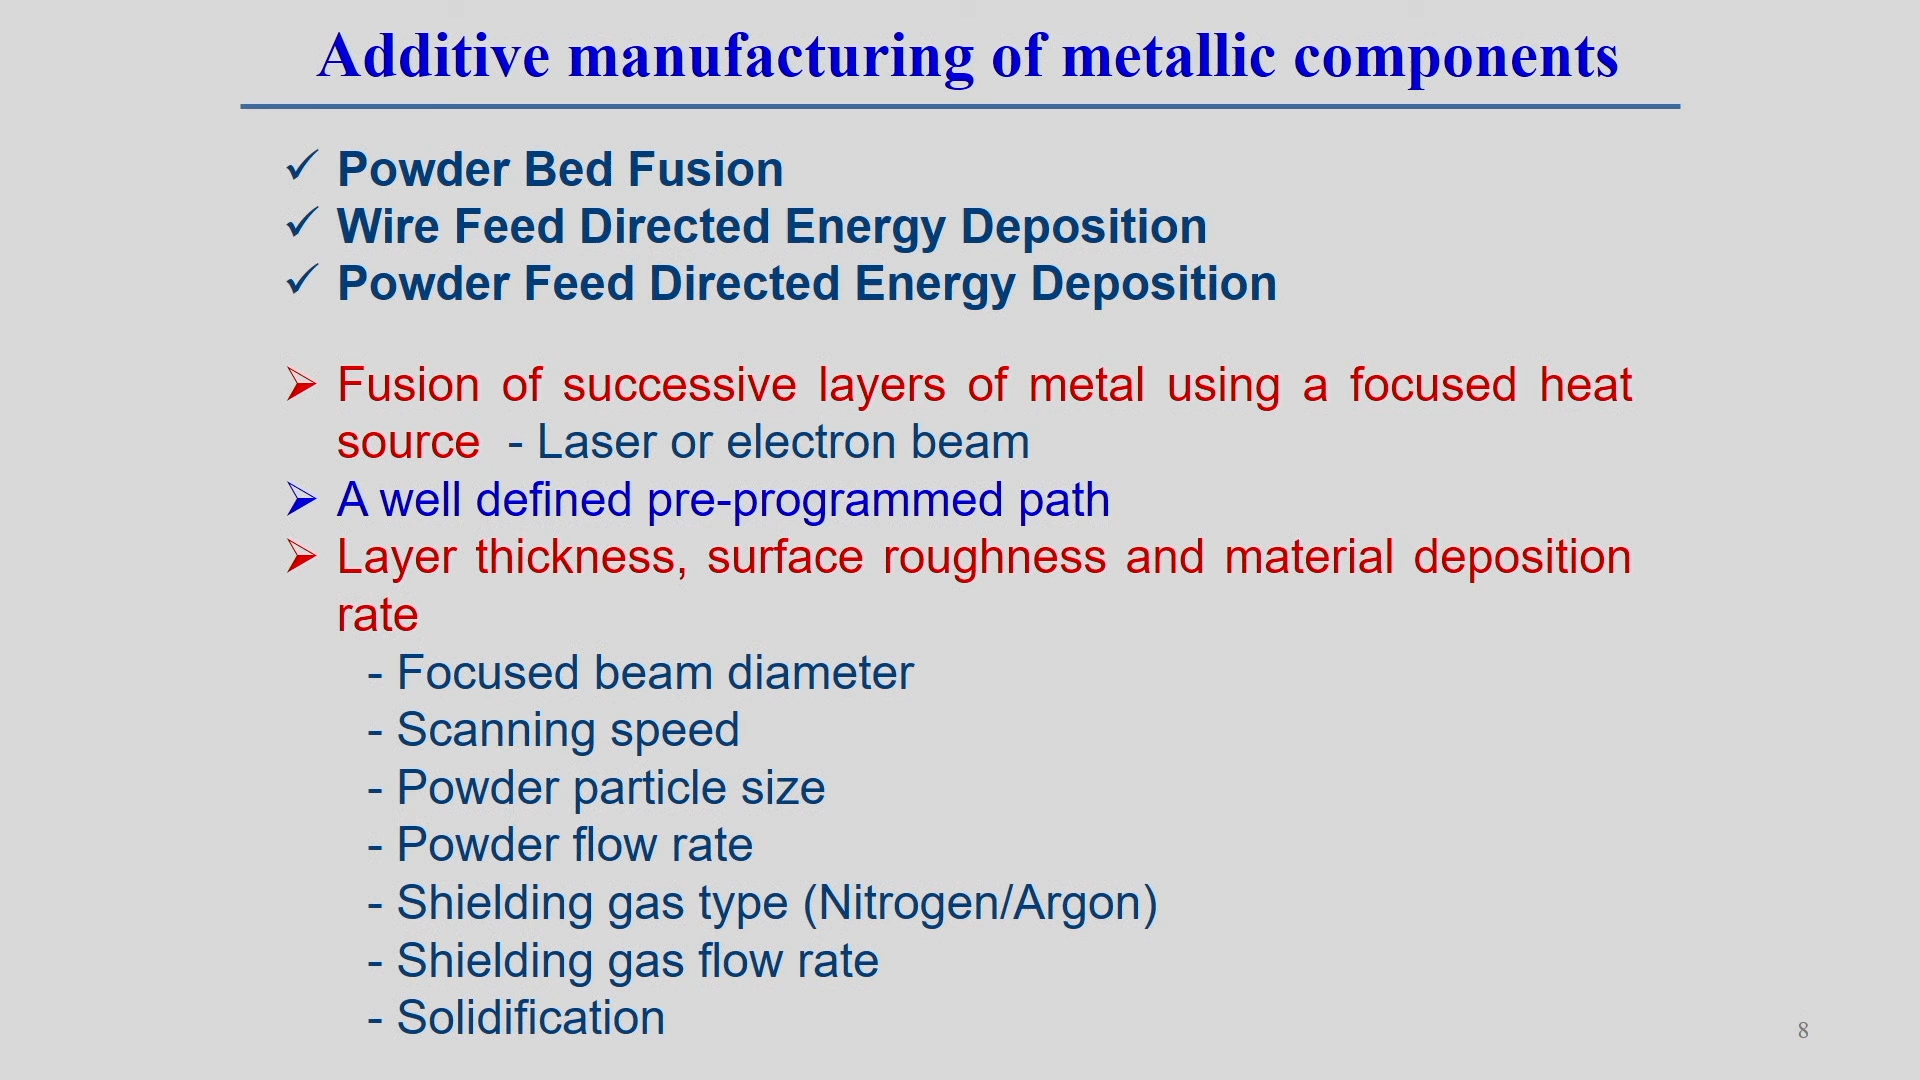 Additive manufacturing of metallic components
✓ Powder Bed Fusion
✓ Wire Feed Directed Energy Deposition
✓ Powder Feed Directed Energy Deposition
➢ Fusion of successive layers of metal using a focused heat
source - Laser or electron beam
➢ A well defined pre-programmed path
➢ Layer thickness, surface roughness and material deposition
rate
- Focused beam diameter
- Scanning speed
- Powder particle size
- Powder flow rate
- Shielding gas type (Nitrogen/Argon)
- Shielding gas flow rate
- Solidification
8